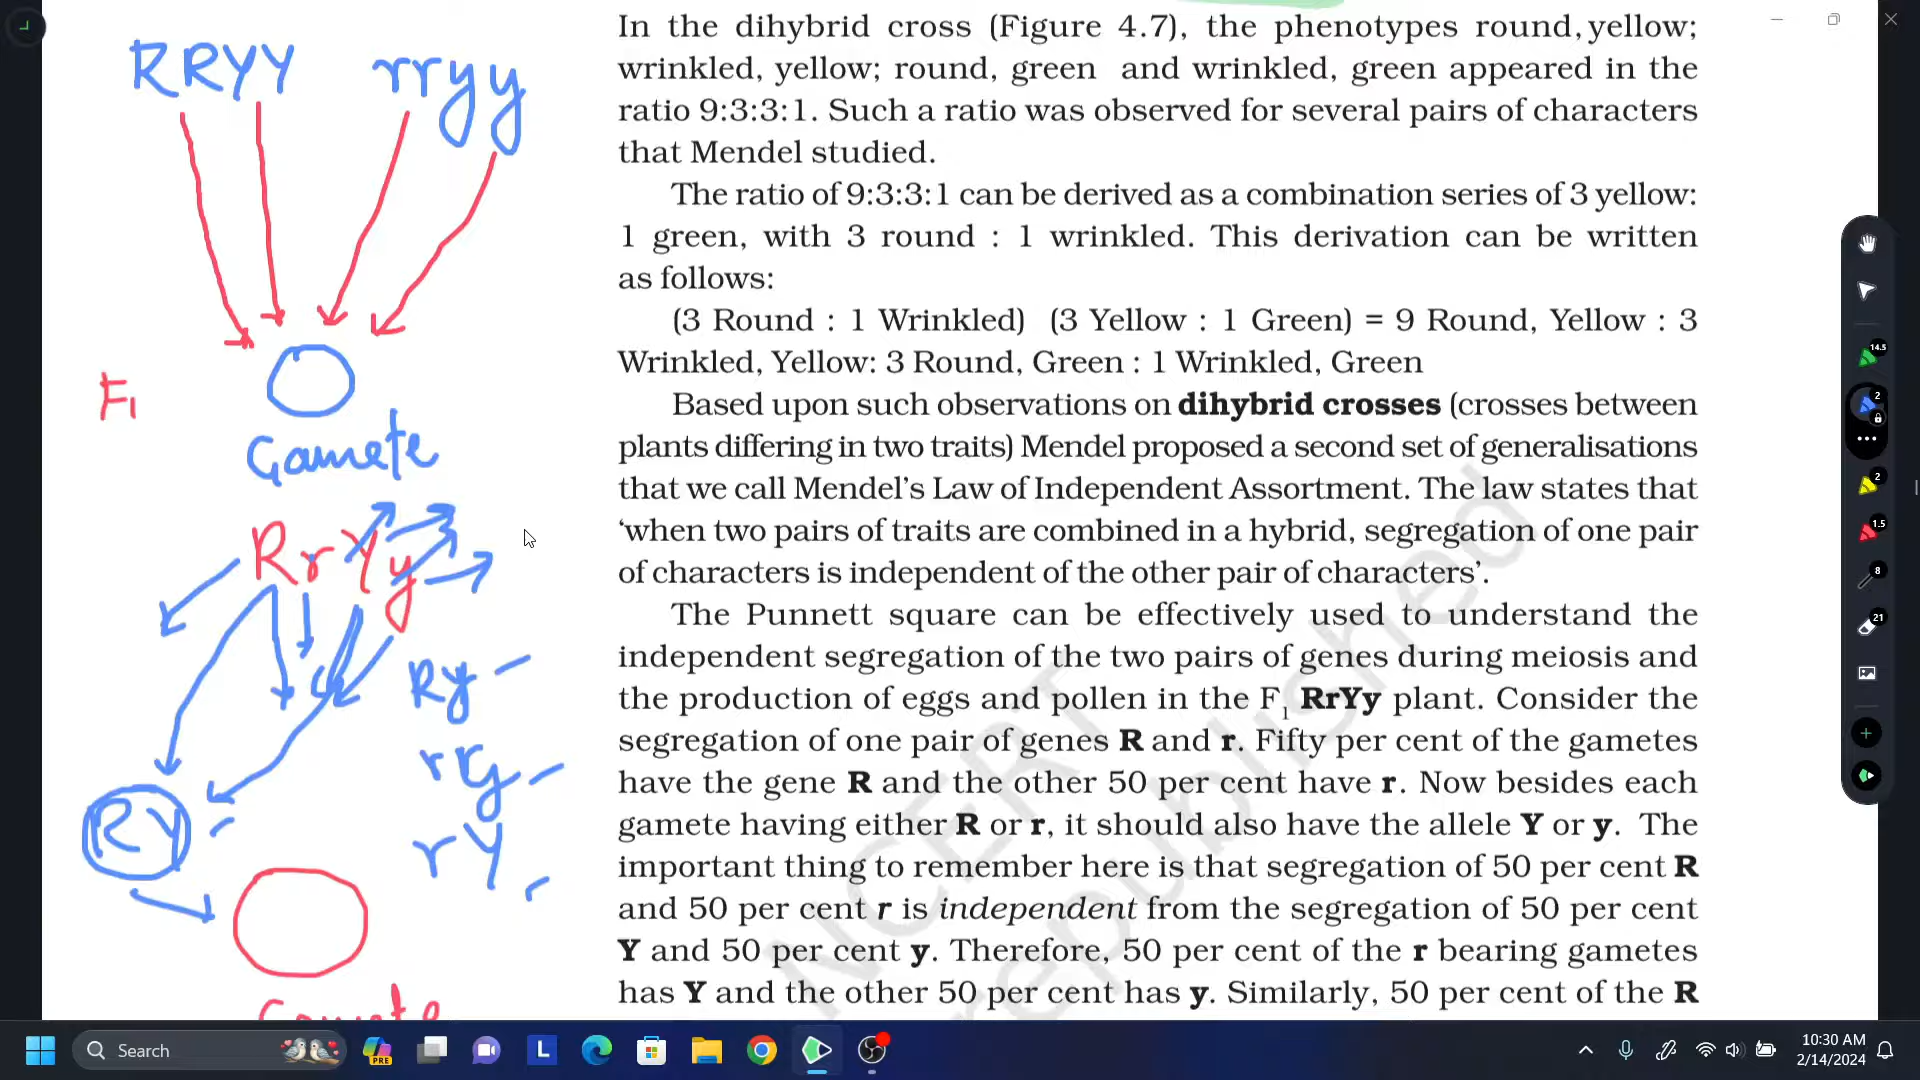 RRYY rryy
F1
Gamete
RrYy
Ry
ry
rY
RY
In the dihybrid cross (Figure 4.7), the phenotypes round, yellow;
wrinkled, yellow; round, green and wrinkled, green appeared in the
ratio 9:3:3:1. Such a ratio was observed for several pairs of characters
that Mendel studied.
The ratio of 9:3:3:1 can be derived as a combination series of 3 yellow:
1 green, with 3 round : 1 wrinkled. This derivation can be written
as follows:
(3 Round : 1 Wrinkled) (3 Yellow : 1 Green) = 9 Round, Yellow : 3
Wrinkled, Yellow: 3 Round, Green : 1 Wrinkled, Green
Based upon such observations on dihybrid crosses (crosses between
plants differing in two traits) Mendel proposed a second set of generalisations
that we call Mendel’s Law of Independent Assortment. The law states that
‘when two pairs of traits are combined in a hybrid, segregation of one pair
of characters is independent of the other pair of characters’.
The Punnett square can be effectively used to understand the
independent segregation of the two pairs of genes during meiosis and
the production of eggs and pollen in the F1 RrYy plant. Consider the
segregation of one pair of genes R and r. Fifty per cent of the gametes
have the gene R and the other 50 per cent have r. Now besides each
gamete having either R or r, it should also have the allele Y or y. The
important thing to remember here is that segregation of 50 per cent R
and 50 per cent r is independent from the segregation of 50 per cent
Y and 50 per cent y. Therefore, 50 per cent of the r bearing gametes
has Y and the other 50 per cent has y. Similarly, 50 per cent of the R
NCERT
republished
14.5
2
2
1.5
8
21
Search
PRE
L
10:30 AM
2/14/2024